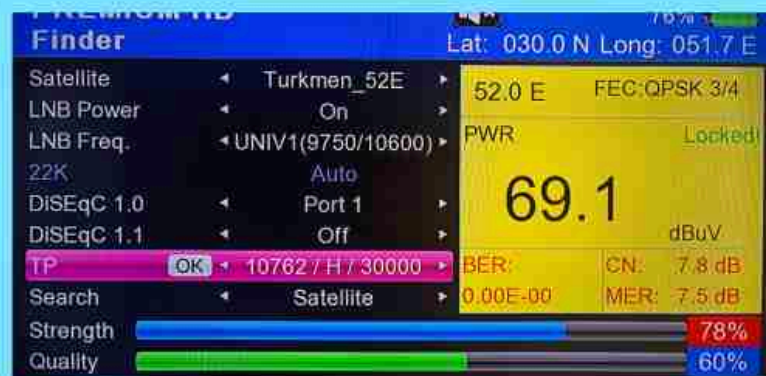 PREMIUM HD
76%
Finder
Lat: 030.0 N Long: 051.7 E
Satellite Turkmen_52E
LNB Power On
LNB Freq. UNIV1(9750/10600)
22K Auto
DiSEqC 1.0 Port 1
DiSEqC 1.1 Off
TP OK 10762 / H / 30000
Search Satellite
52.0 E FEC:QPSK 3/4
PWR Locked
69.1
dBuV
BER: CN: 7.8 dB
0.00E-00 MER: 7.5 dB
Strength 78%
Quality 60%